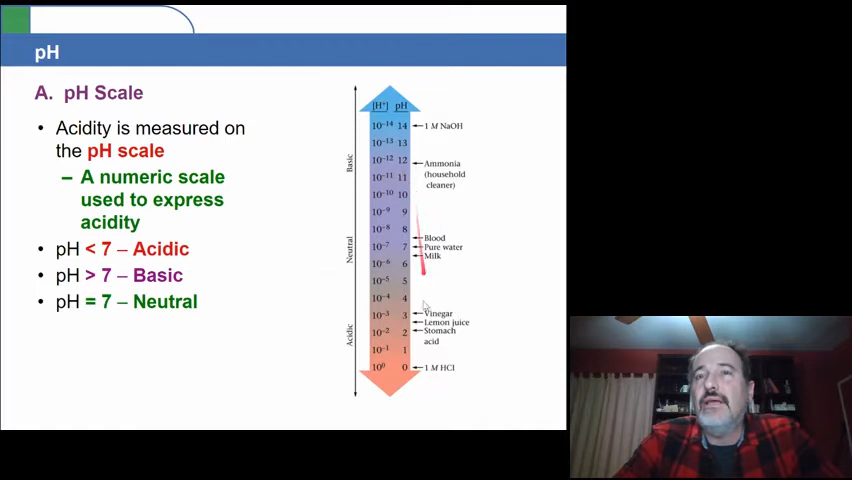 pH
A. pH Scale
• Acidity is measured on
the pH scale
– A numeric scale
used to express
acidity
• pH < 7 – Acidic
• pH > 7 – Basic
• pH = 7 – Neutral
[H⁺] pH
10⁻¹⁴ 14 1 M NaOH
10⁻¹³ 13
10⁻¹² 12 Ammonia
(household
cleaner)
10⁻¹¹ 11
10⁻¹⁰ 10
10⁻⁹ 9
10⁻⁸ 8
Blood
10⁻⁷ 7 Pure water
Milk
10⁻⁶ 6
10⁻⁵ 5
10⁻⁴ 4
10⁻³ 3 Vinegar
Lemon juice
10⁻² 2 Stomach
acid
10⁻¹ 1
10⁰ 0 1 M HCl
Basic
Neutral
Acidic